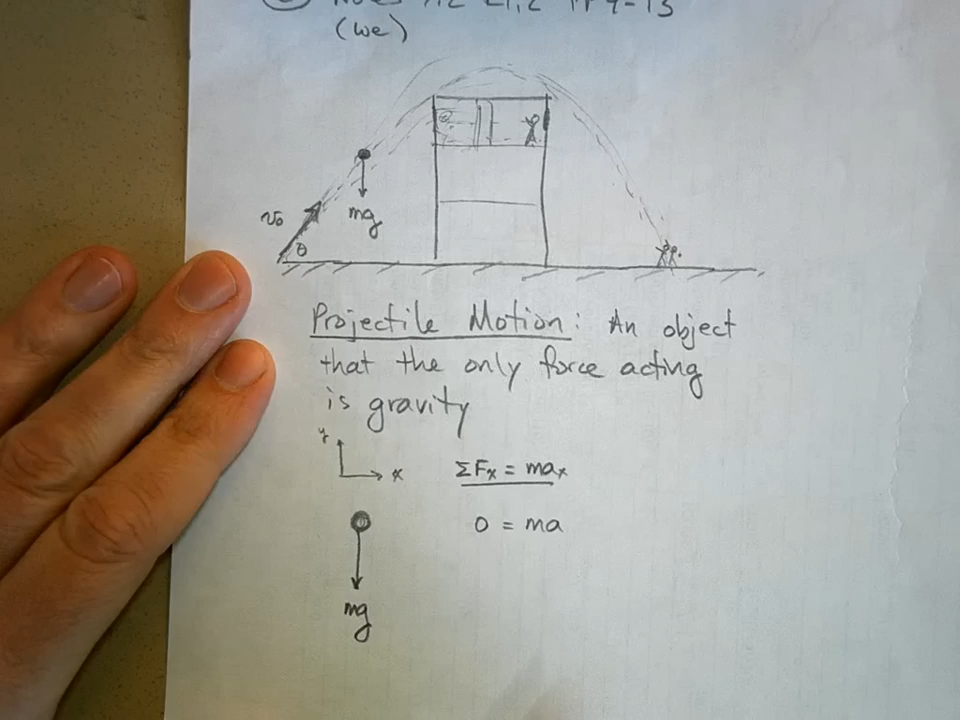 (We)
v₀
θ
mg
Projectile Motion: An object
that the only force acting
is gravity
y
x
ΣFₓ = maₓ
0 = ma
mg